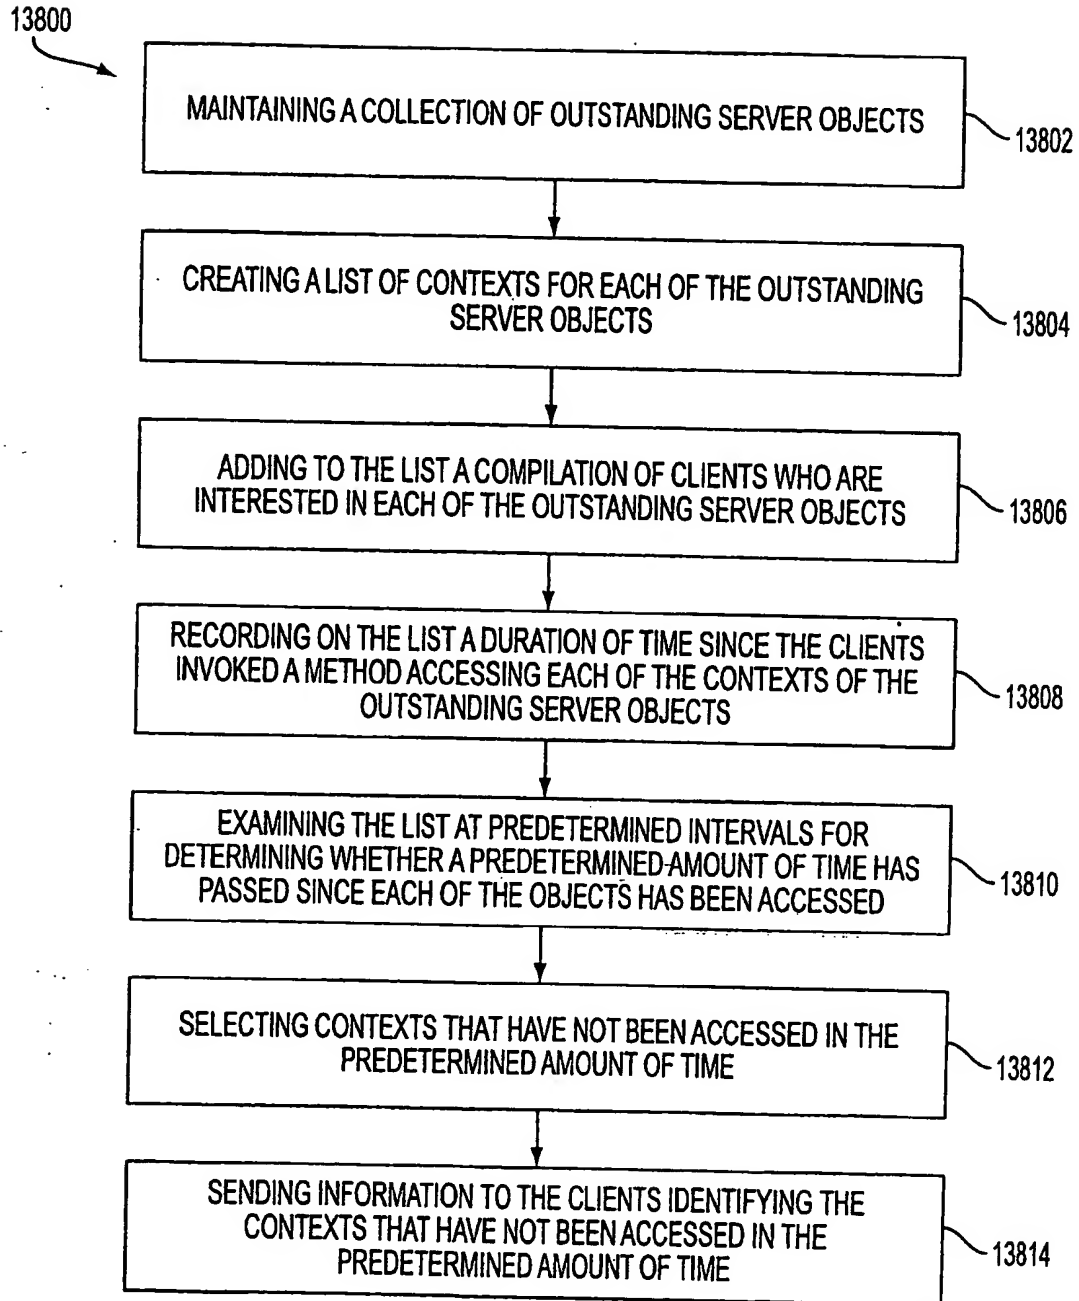 13800
MAINTAINING A COLLECTION OF OUTSTANDING SERVER OBJECTS
13802
CREATING A LIST OF CONTEXTS FOR EACH OF THE OUTSTANDING
SERVER OBJECTS
13804
ADDING TO THE LIST A COMPILATION OF CLIENTS WHO ARE
INTERESTED IN EACH OF THE OUTSTANDING SERVER OBJECTS
13806
RECORDING ON THE LIST A DURATION OF TIME SINCE THE CLIENTS
INVOKED A METHOD ACCESSING EACH OF THE CONTEXTS OF THE
OUTSTANDING SERVER OBJECTS
13808
EXAMINING THE LIST AT PREDETERMINED INTERVALS FOR
DETERMINING WHETHER A PREDETERMINED AMOUNT OF TIME HAS
PASSED SINCE EACH OF THE OBJECTS HAS BEEN ACCESSED
13810
SELECTING CONTEXTS THAT HAVE NOT BEEN ACCESSED IN THE
PREDETERMINED AMOUNT OF TIME
13812
SENDING INFORMATION TO THE CLIENTS IDENTIFYING THE
CONTEXTS THAT HAVE NOT BEEN ACCESSED IN THE
PREDETERMINED AMOUNT OF TIME
13814